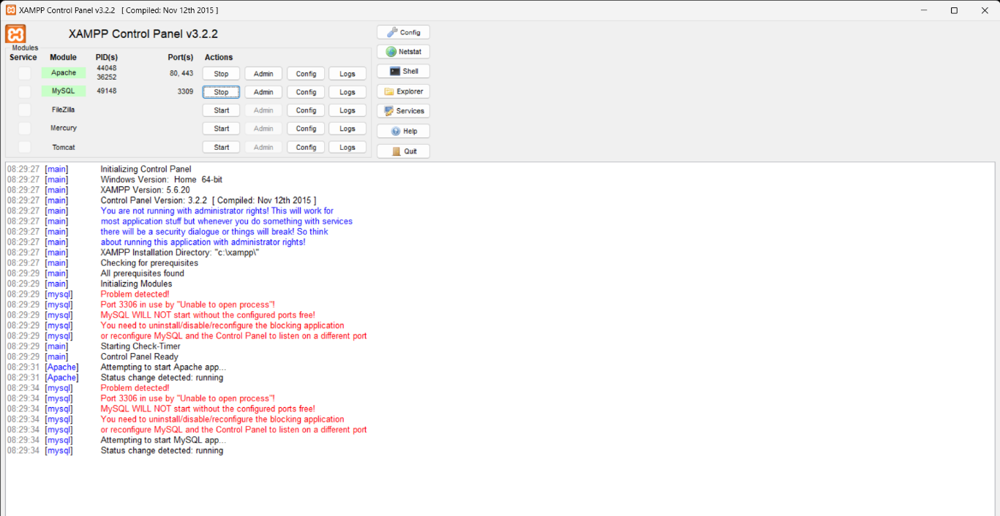 XAMPP Control Panel v3.2.2 [ Compiled: Nov 12th 2015 ]
XAMPP Control Panel v3.2.2
Config
Modules
Service Module PID(s) Port(s) Actions
Netstat
Apache 44048 36252 80, 443 Stop Admin Config Logs
Shell
MySQL 49148 3309 Stop Admin Config Logs
Explorer
FileZilla Start Admin Config Logs
Services
Mercury Start Admin Config Logs
Help
Tomcat Start Admin Config Logs
Quit
08:29:27 [main] Initializing Control Panel
08:29:27 [main] Windows Version: Home 64-bit
08:29:27 [main] XAMPP Version: 5.6.20
08:29:27 [main] Control Panel Version: 3.2.2 [ Compiled: Nov 12th 2015 ]
08:29:27 [main] You are not running with administrator rights! This will work for
08:29:27 [main] most application stuff but whenever you do something with services
08:29:27 [main] there will be a security dialogue or things will break! So think
08:29:27 [main] about running this application with administrator rights!
08:29:27 [main] XAMPP Installation Directory: "c:\xampp\"
08:29:27 [main] Checking for prerequisites
08:29:29 [main] All prerequisites found
08:29:29 [main] Initializing Modules
08:29:29 [mysql] Problem detected!
08:29:29 [mysql] Port 3306 in use by "Unable to open process"!
08:29:29 [mysql] MySQL WILL NOT start without the configured ports free!
08:29:29 [mysql] You need to uninstall/disable/reconfigure the blocking application
08:29:29 [mysql] or reconfigure MySQL and the Control Panel to listen on a different port
08:29:29 [main] Starting Check-Timer
08:29:29 [main] Control Panel Ready
08:29:31 [Apache] Attempting to start Apache app...
08:29:31 [Apache] Status change detected: running
08:29:34 [mysql] Problem detected!
08:29:34 [mysql] Port 3306 in use by "Unable to open process"!
08:29:34 [mysql] MySQL WILL NOT start without the configured ports free!
08:29:34 [mysql] You need to uninstall/disable/reconfigure the blocking application
08:29:34 [mysql] or reconfigure MySQL and the Control Panel to listen on a different port
08:29:34 [mysql] Attempting to start MySQL app...
08:29:34 [mysql] Status change detected: running